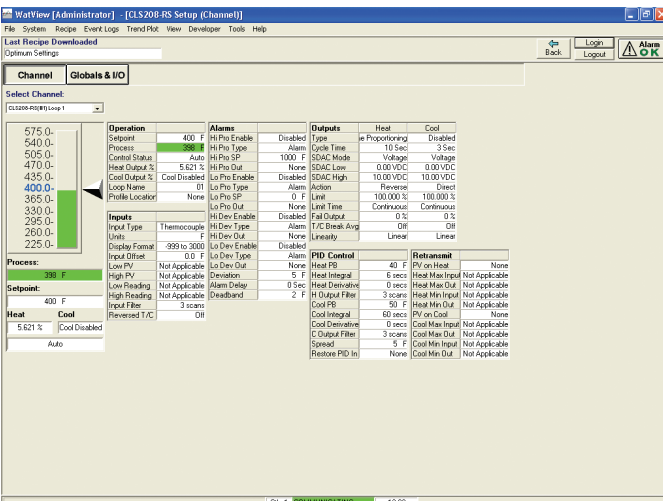 WatView [Administrator] - [CLS208-RS Setup (Channel)]
File System Recipe Event Logs Trend Plot View Developer Tools Help
Last Recipe Downloaded
Optimum Settings
Back
Login
Logout
Alarm
OK
Channel
Globals & I/O
Select Channel:
CLS208-RS(#1) Loop 1
575.0-
540.0-
505.0-
470.0-
435.0-
400.0-
365.0-
330.0-
295.0-
260.0-
225.0-
Process:
398 F
Setpoint:
400 F
Heat Cool
5.621 % Cool Disabled
Auto
Operation
Setpoint 400 F
Process 398 F
Control Status Auto
Heat Output % 5.621 %
Cool Output % Cool Disabled
Loop Name 01
Profile Location None
Inputs
Input Type Thermocouple
Units F
Display Format -999 to 3000
Input Offset 0.0 F
Low PV Not Applicable
High PV Not Applicable
Low Reading Not Applicable
High Reading Not Applicable
Input Filter 3 scans
Reversed T/C Off
Alarms
Hi Pro Enable Disabled
Hi Pro Type Alarm
Hi Pro SP 1000 F
Hi Pro Out None
Lo Pro Enable Disabled
Lo Pro Type Alarm
Lo Pro SP 0 F
Lo Pro Out None
Hi Dev Enable Disabled
Hi Dev Type Alarm
Hi Dev Out None
Lo Dev Enable Disabled
Lo Dev Type Alarm
Lo Dev Out None
Deviation 5 F
Alarm Delay 0 Sec
Deadband 2 F
Outputs Heat Cool
Type e Proportioning Disabled
Cycle Time 10 Sec 3 Sec
SDAC Mode Voltage Voltage
SDAC Low 0.00 VDC 0.00 VDC
SDAC High 10.00 VDC 10.00 VDC
Action Reverse Direct
Limit 100.000 % 100.000 %
Limit Time Continuous Continuous
Fail Output 0 % 0 %
T/C Break Avg Off Off
Linearity Linear Linear
PID Control
Heat PB 40 F
Heat Integral 6 secs
Heat Derivative 0 secs
H Output Filter 3 scans
Cool PB 50 F
Cool Integral 60 secs
Cool Derivative 0 secs
C Output Filter 3 scans
Spread 5 F
Restore PID In None
Retransmit
PV on Heat None
Heat Max Input Not Applicable
Heat Max Out Not Applicable
Heat Min Input Not Applicable
Heat Min Out Not Applicable
PV on Cool None
Cool Max Input Not Applicable
Cool Max Out Not Applicable
Cool Min Input Not Applicable
Cool Min Out Not Applicable